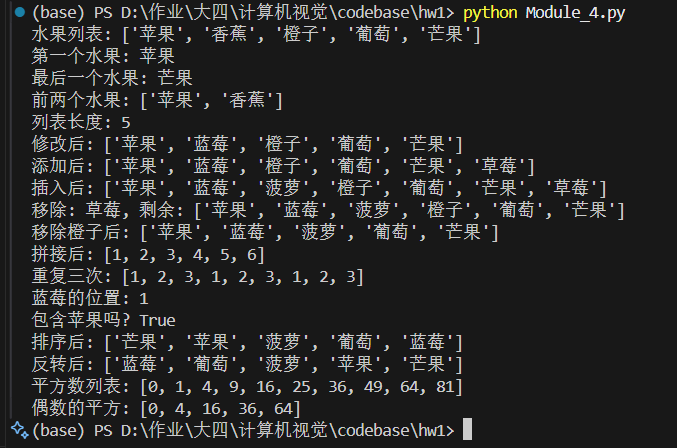 (base) PS D:\作业\大四\计算机视觉\codebase\hw1> python Module_4.py
水果列表: ['苹果', '香蕉', '橙子', '葡萄', '芒果']
第一个水果: 苹果
最后一个水果: 芒果
前两个水果: ['苹果', '香蕉']
列表长度: 5
修改后: ['苹果', '蓝莓', '橙子', '葡萄', '芒果']
添加后: ['苹果', '蓝莓', '橙子', '葡萄', '芒果', '草莓']
插入后: ['苹果', '蓝莓', '菠萝', '橙子', '葡萄', '芒果', '草莓']
移除: 草莓, 剩余: ['苹果', '蓝莓', '菠萝', '橙子', '葡萄', '芒果']
移除橙子后: ['苹果', '蓝莓', '菠萝', '葡萄', '芒果']
拼接后: [1, 2, 3, 4, 5, 6]
重复三次: [1, 2, 3, 1, 2, 3, 1, 2, 3]
蓝莓的位置: 1
包含苹果吗? True
排序后: ['芒果', '苹果', '菠萝', '葡萄', '蓝莓']
反转后: ['蓝莓', '葡萄', '菠萝', '苹果', '芒果']
平方数列表: [0, 1, 4, 9, 16, 25, 36, 49, 64, 81]
偶数的平方: [0, 4, 16, 36, 64]
(base) PS D:\作业\大四\计算机视觉\codebase\hw1>